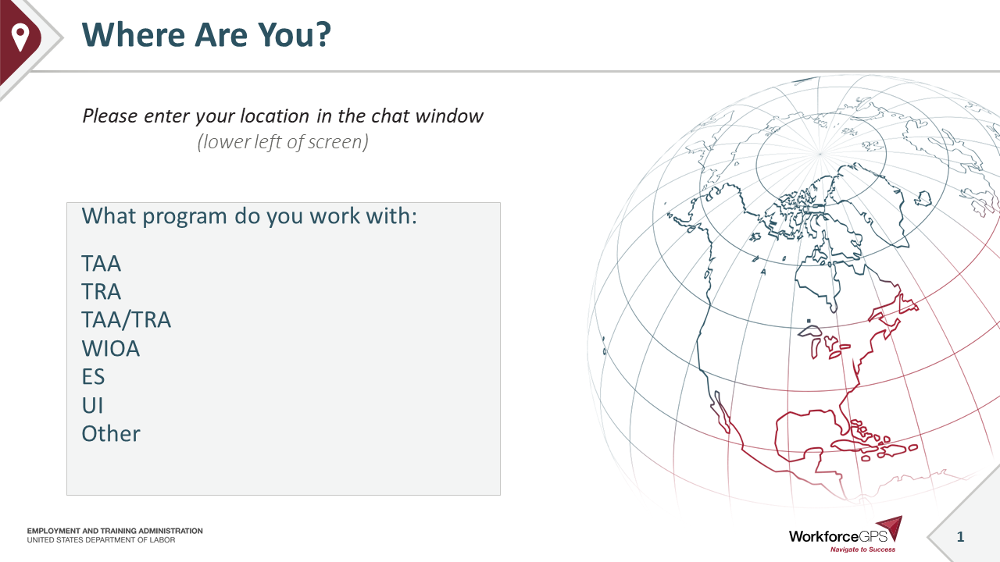 Where Are You?
Please enter your location in the chat window
(lower left of screen)
What program do you work with:
TAA
TRA
TAA/TRA
WIOA
ES
UI
Other
EMPLOYMENT AND TRAINING ADMINISTRATION
UNITED STATES DEPARTMENT OF LABOR
WorkforceGPS
Navigate to Success
1